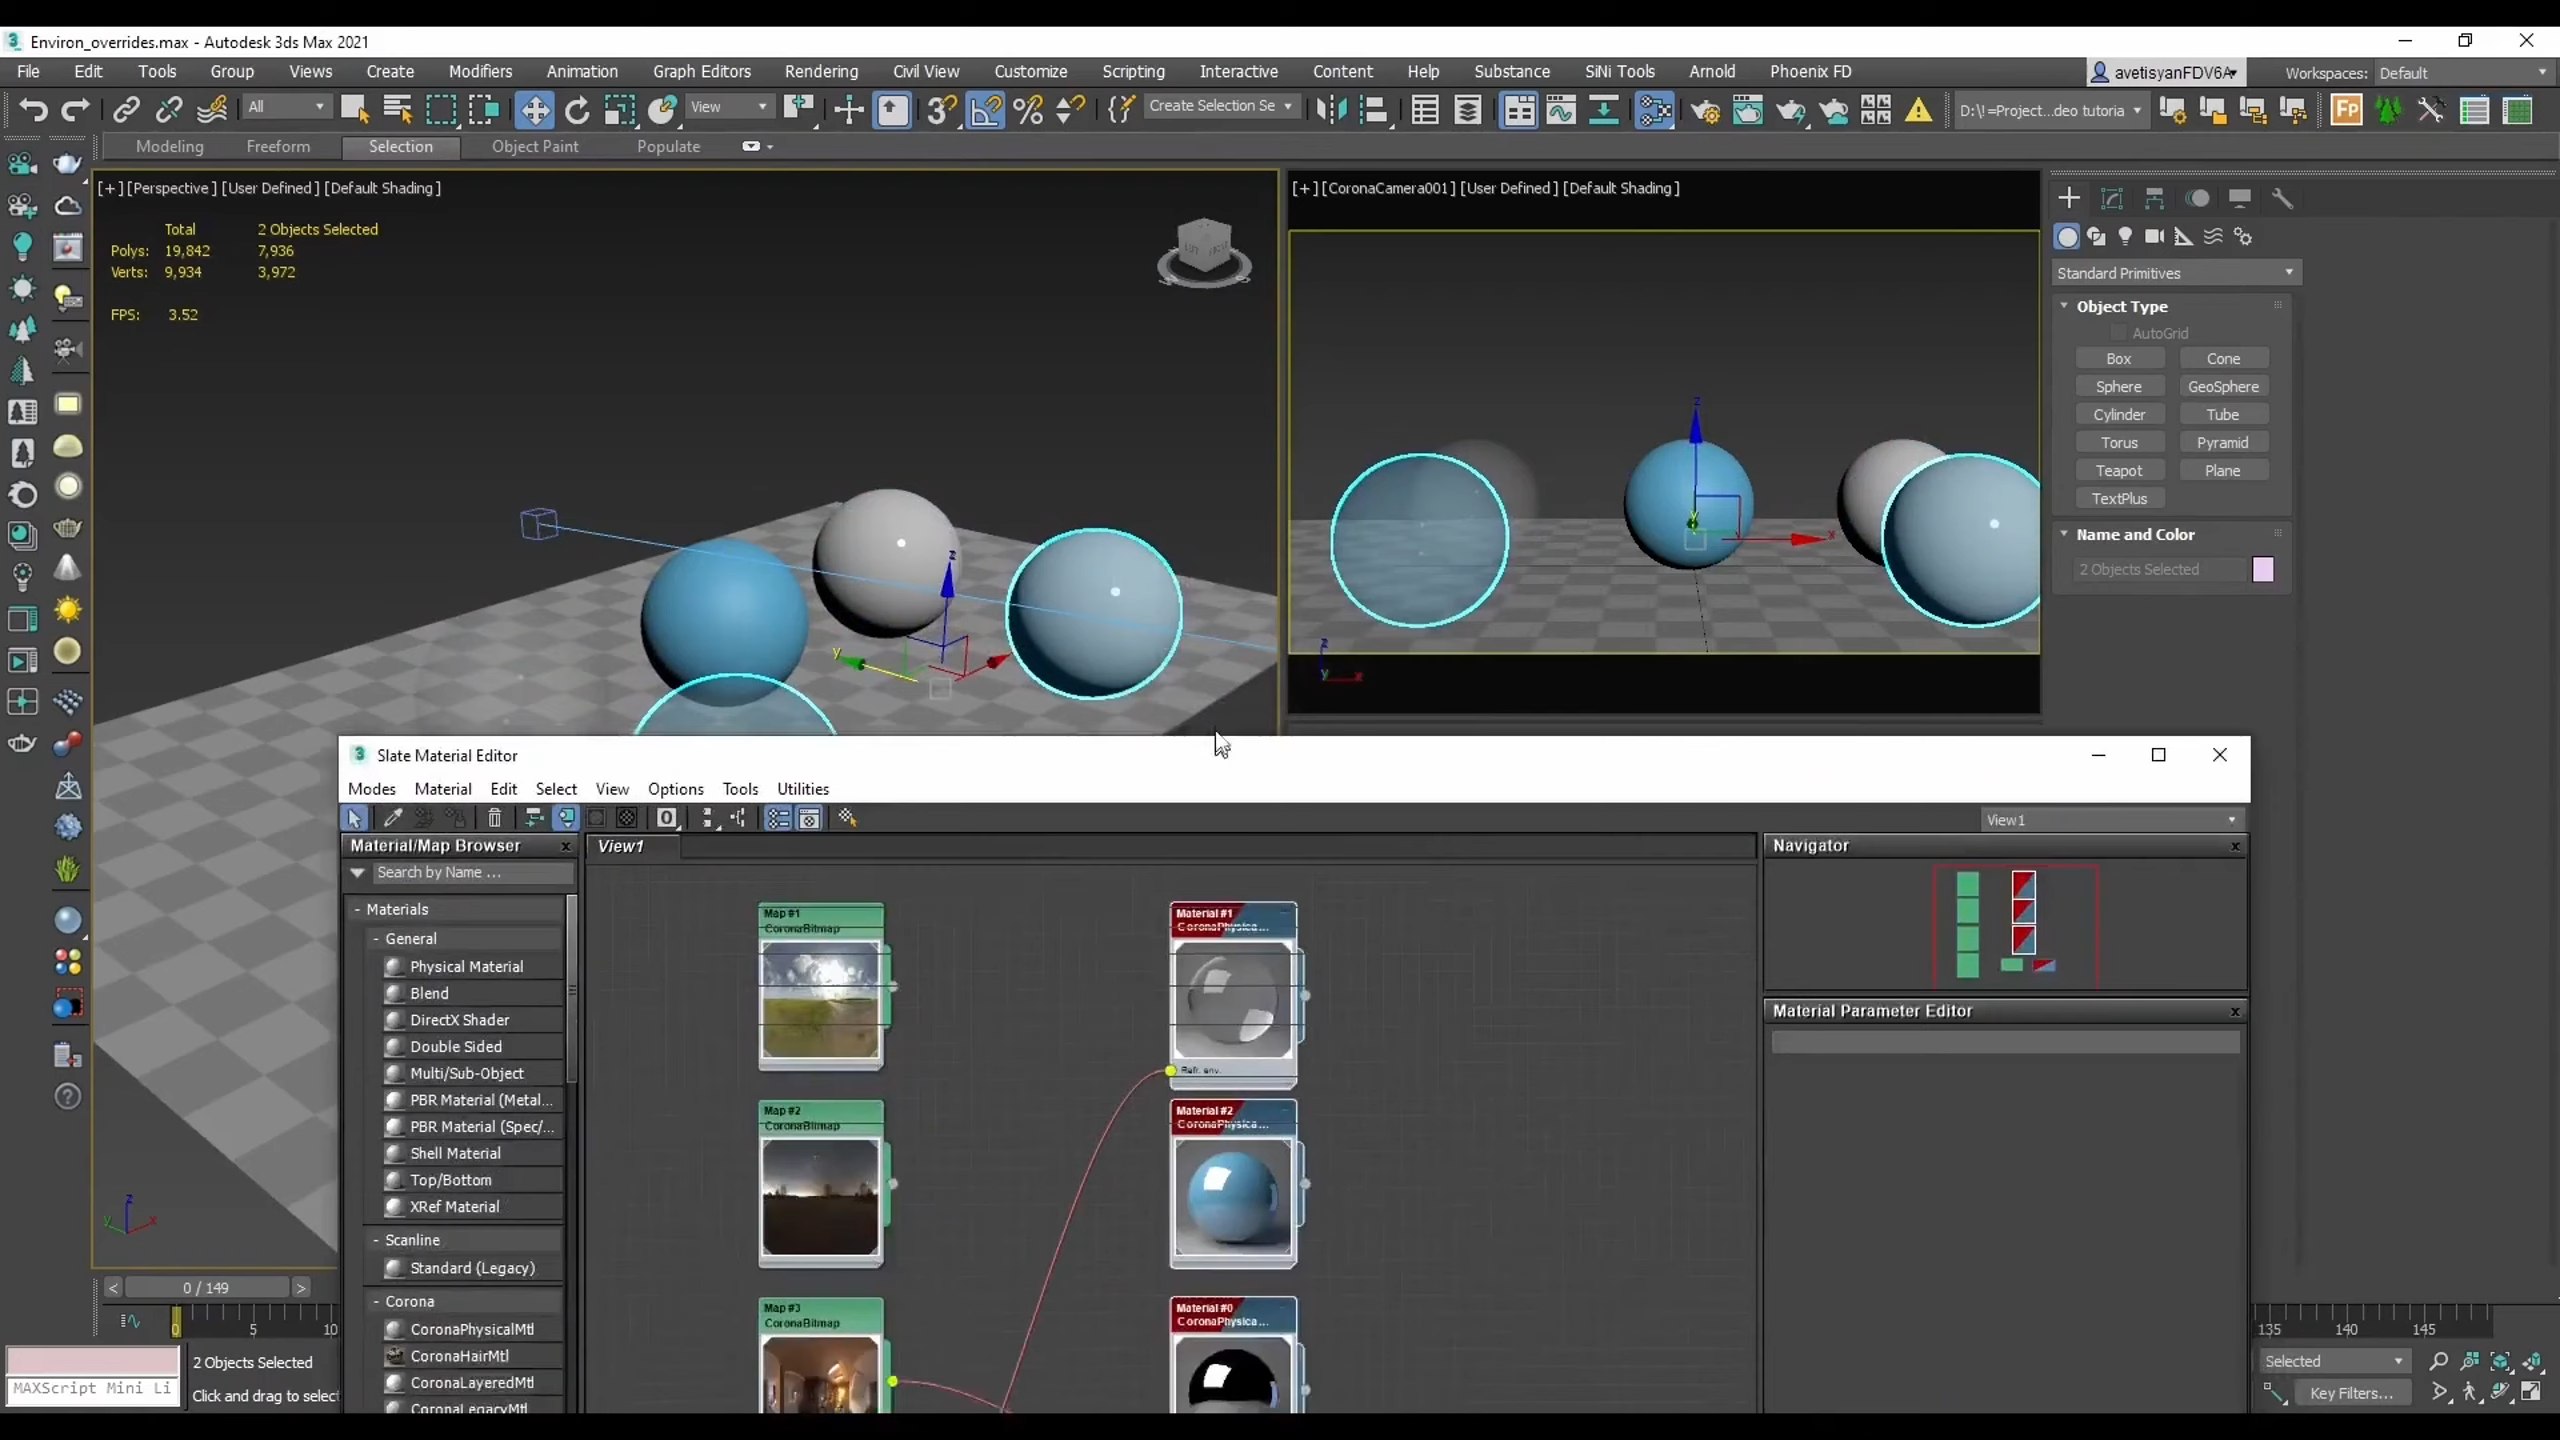 Environ_overrides.max - Autodesk 3ds Max 2021
File Edit Tools Group Views Create Modifiers Animation Graph Editors Rendering Civil View Customize Scripting Interactive Content Help Substance SiNi Tools Arnold Phoenix FD
avetisyanFDV6A
Workspaces: Default
All View Create Selection Se D:\! =Project...deo tutoria
Modeling Freeform Selection Object Paint Populate
[+] [Perspective ] [User Defined ] [Default Shading ]
Total 2 Objects Selected
Polys: 19,842 7,936
Verts: 9,934 3,972
FPS: 3.52
[+] [CoronaCamera001] [User Defined ] [Default Shading ]
Standard Primitives
Object Type
AutoGrid
Box Cone
Sphere GeoSphere
Cylinder Tube
Torus Pyramid
Teapot Plane
TextPlus
Name and Color
2 Objects Selected
z
x
y
z
y
z
y x
Slate Material Editor
Modes Material Edit Select View Options Tools Utilities
View1
Material/Map Browser
Search by Name ...
- Materials
- General
Physical Material
Blend
DirectX Shader
Double Sided
Multi/Sub-Object
PBR Material (Metal...
PBR Material (Spec/...
Shell Material
Top/Bottom
XRef Material
- Scanline
Standard (Legacy)
- Corona
CoronaPhysicalMtl
CoronaHairMtl
CoronaLayeredMtl
CoronaLegacyMtl
View1
Map #1
CoronaBitmap
Map #2
CoronaBitmap
Map #3
CoronaBitmap
Material #1
CoronaPhysica...
Refr. env.
Material #2
CoronaPhysica...
Material #0
CoronaPhysica...
Navigator
Material Parameter Editor
z
y x
< 0 / 149 >
0 5 10
135 140 145
MAXScript Mini Li
2 Objects Selected
Click and drag to select
Selected
Key Filters...